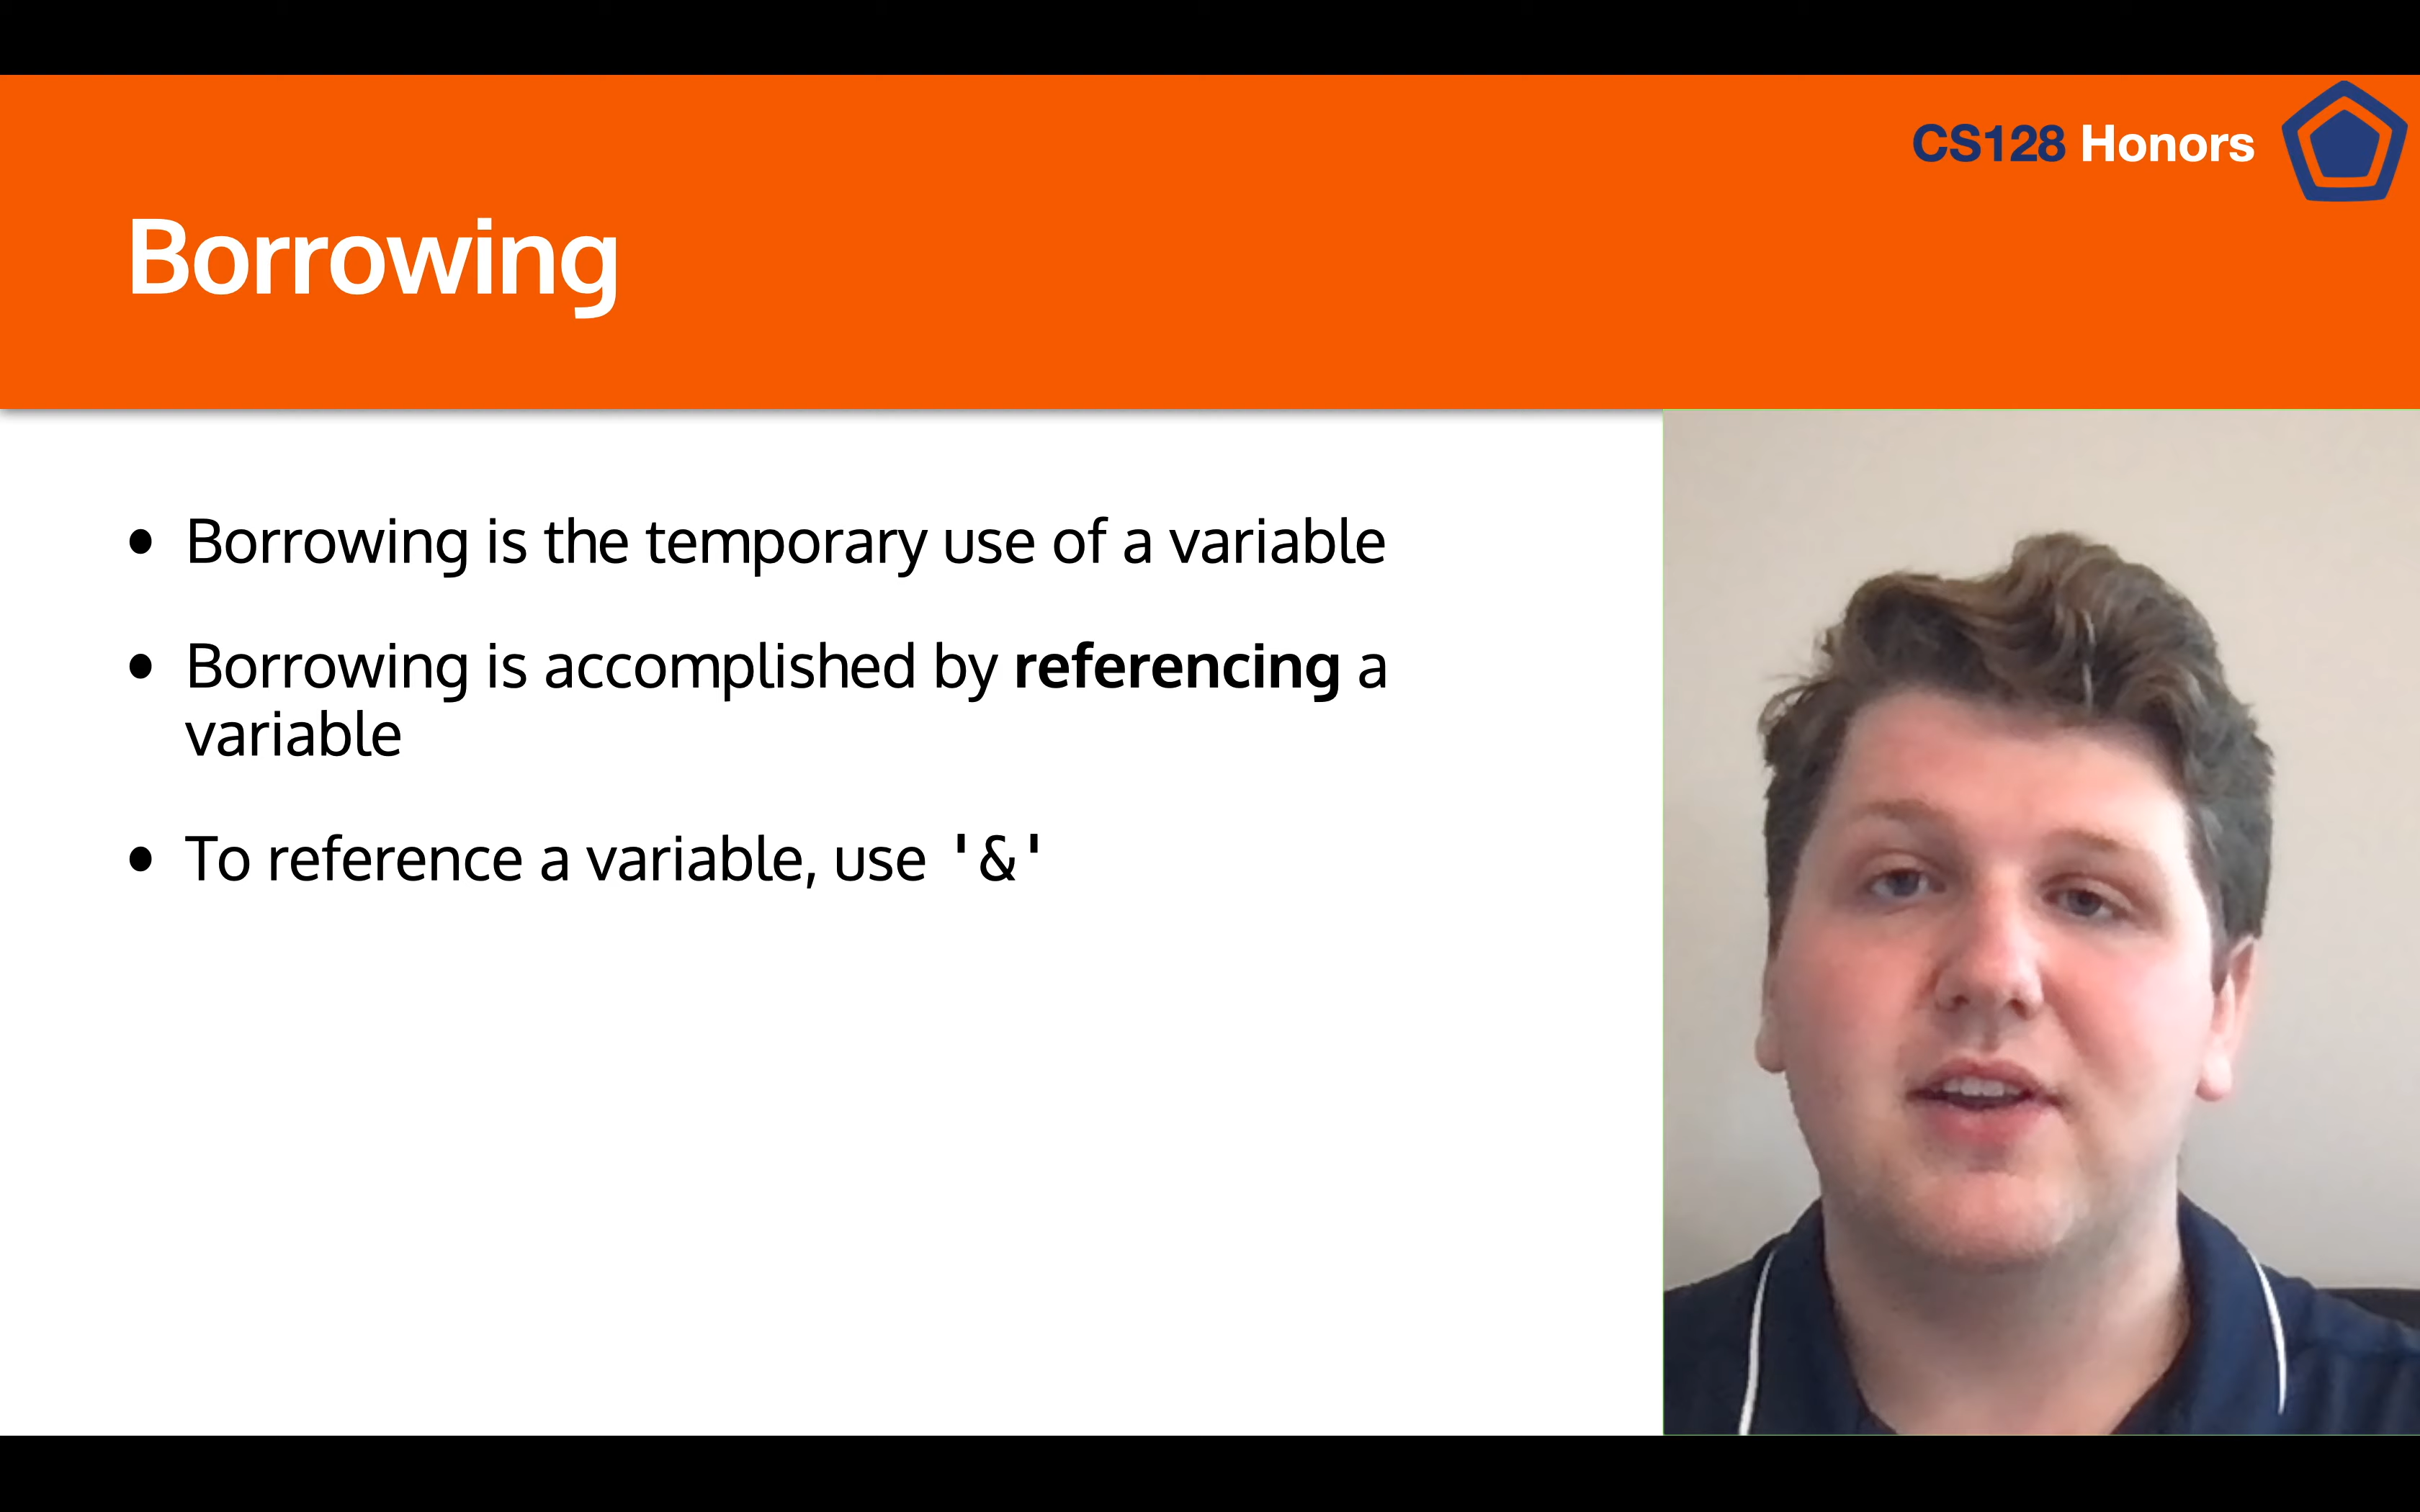 CS128 Honors
Borrowing
● Borrowing is the temporary use of a variable
● Borrowing is accomplished by referencing a
variable
● To reference a variable, use '&'